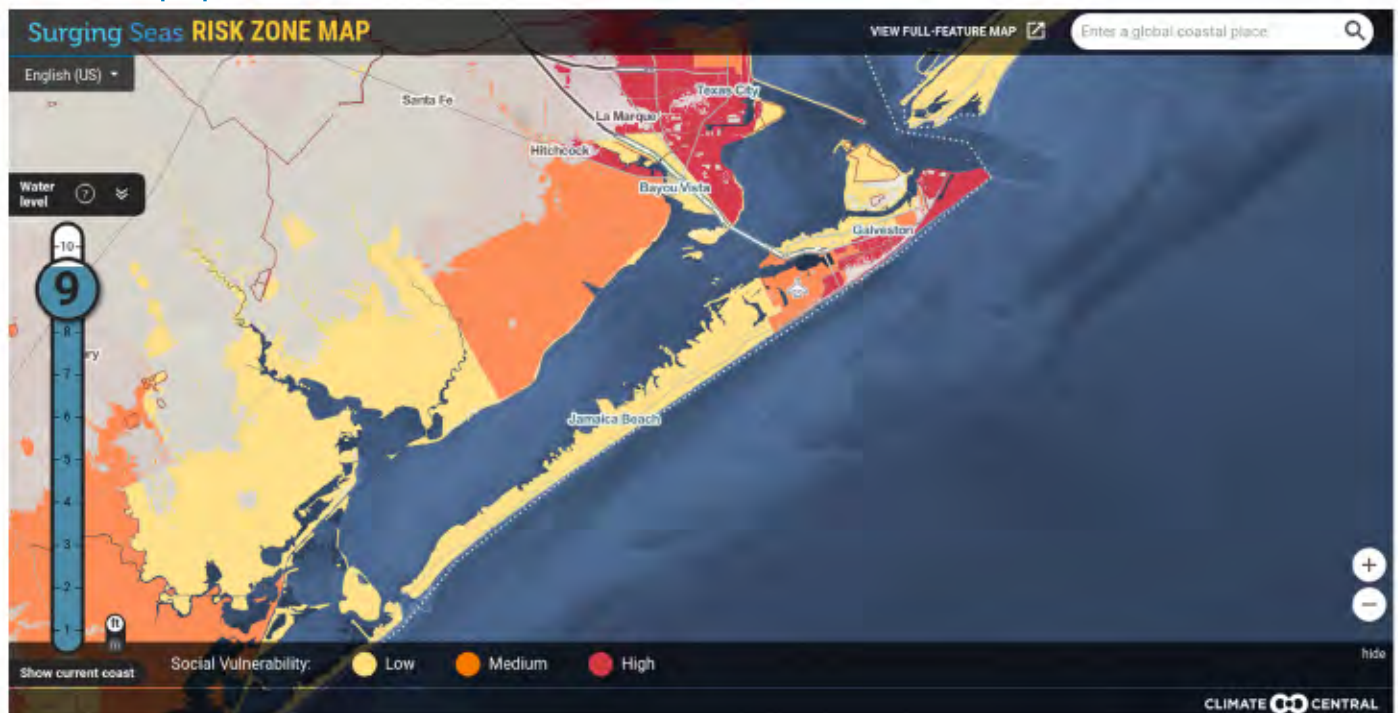 Surging Seas RISK ZONE MAP
VIEW FULL-FEATURE MAP
Enter a global coastal place
English (US)
Santa Fe
Texas City
La Marque
Hitchcock
Bayou Vista
Water level
?
Galveston
10
9
8
ry
7
Jamaica Beach
6
5
4
3
+
2
−
ft
m
1
Social Vulnerability:
Low
Medium
High
hide
Show current coast
CLIMATE CENTRAL